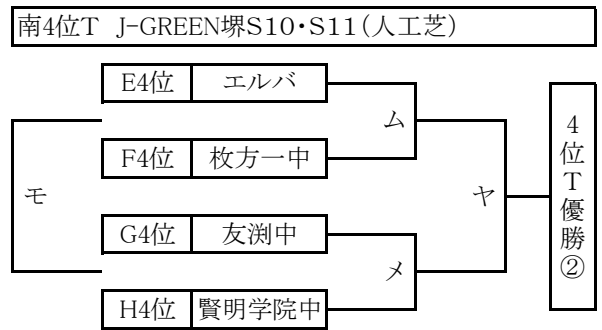 南4位T J-GREEN堺S10・S11(人工芝)
E4位 エルバ
ム
F4位 枚方一中
モ
ヤ
G4位 友渕中
メ
H4位 賢明学院中
4位T優勝②